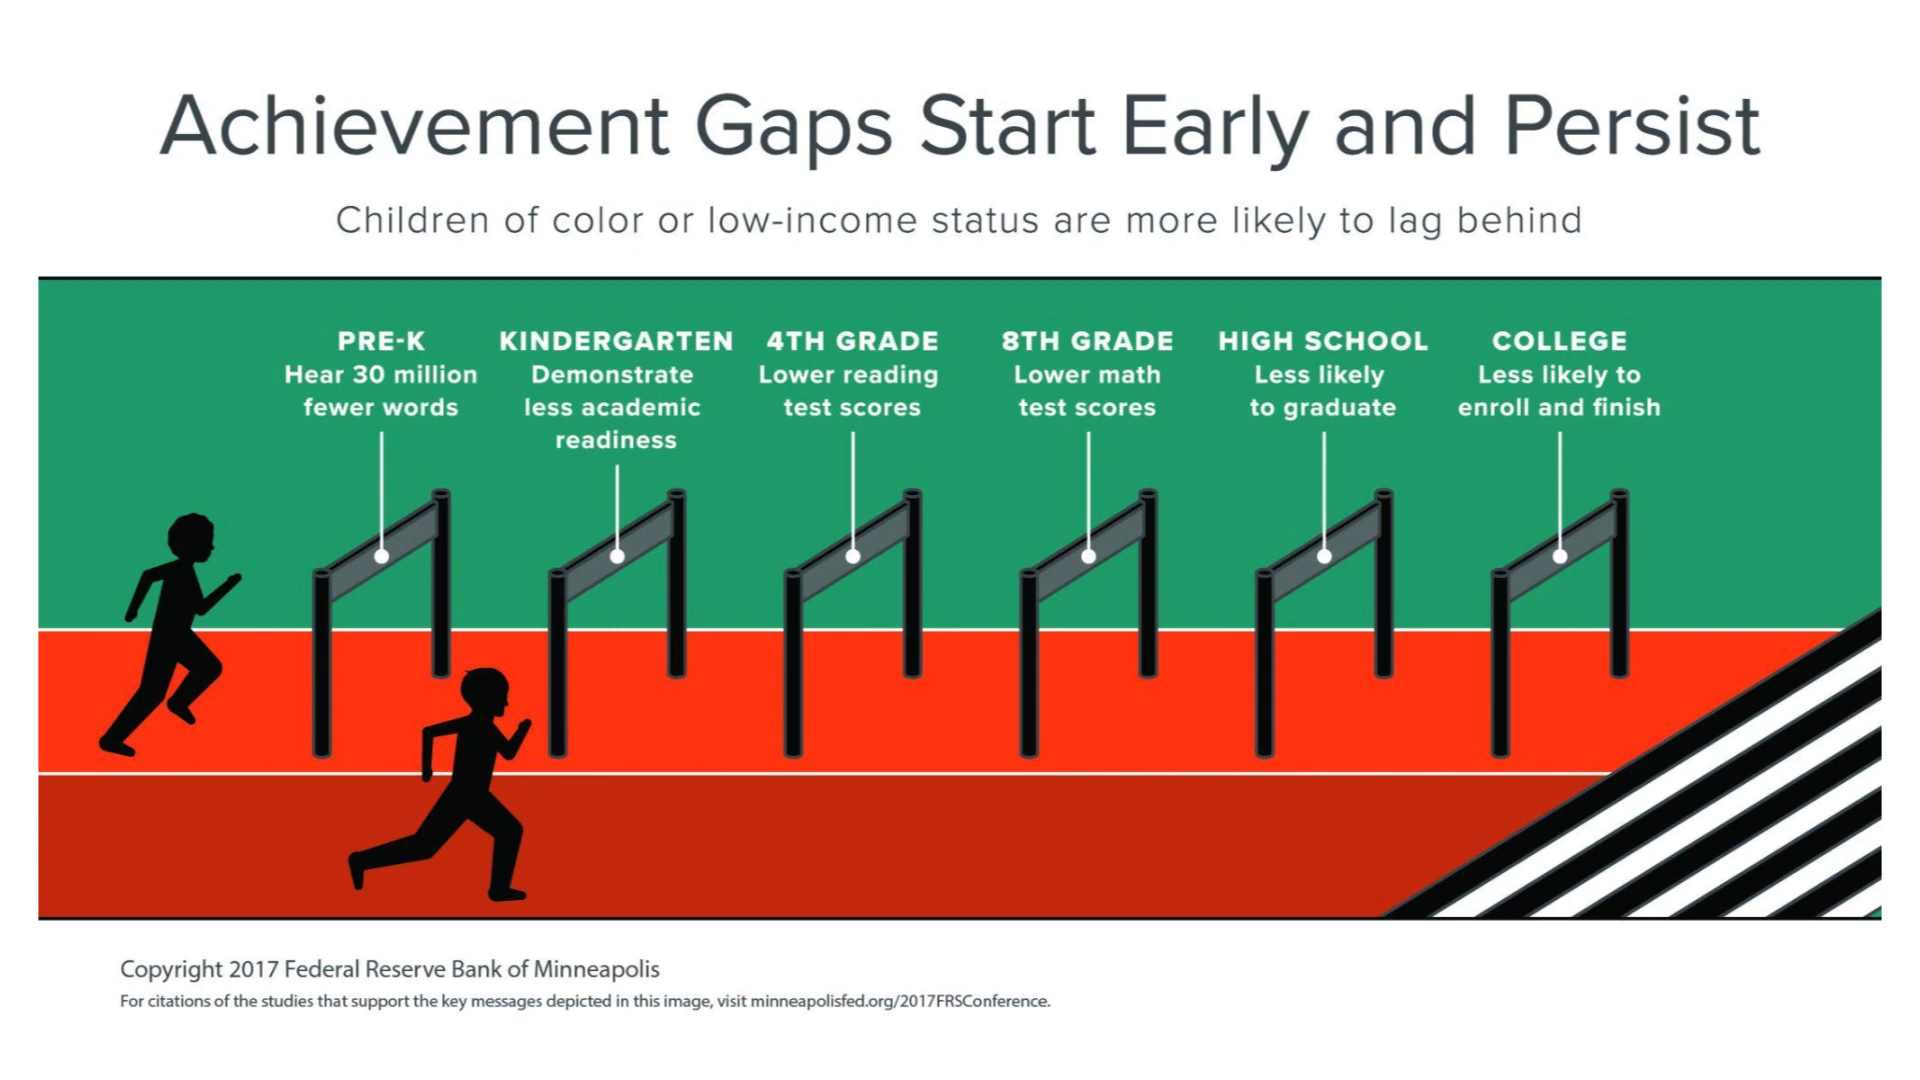 Achievement Gaps Start Early and Persist
Children of color or low-income status are more likely to lag behind
PRE-K
Hear 30 million
fewer words
KINDERGARTEN
Demonstrate
less academic
readiness
4TH GRADE
Lower reading
test scores
8TH GRADE
Lower math
test scores
HIGH SCHOOL
Less likely
to graduate
COLLEGE
Less likely to
enroll and finish
Copyright 2017 Federal Reserve Bank of Minneapolis
For citations of the studies that support the key messages depicted in this image, visit minneapolisfed.org/2017FRSConference.